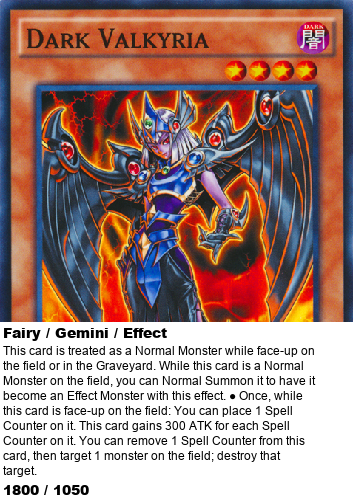 DARK VALKYRIA
DARK
闇
Fairy / Gemini / Effect
This card is treated as a Normal Monster while face-up on
the field or in the Graveyard. While this card is a Normal
Monster on the field, you can Normal Summon it to have it
become an Effect Monster with this effect. ● Once, while
this card is face-up on the field: You can place 1 Spell
Counter on it. This card gains 300 ATK for each Spell
Counter on it. You can remove 1 Spell Counter from this
card, then target 1 monster on the field; destroy that
target.
1800 / 1050